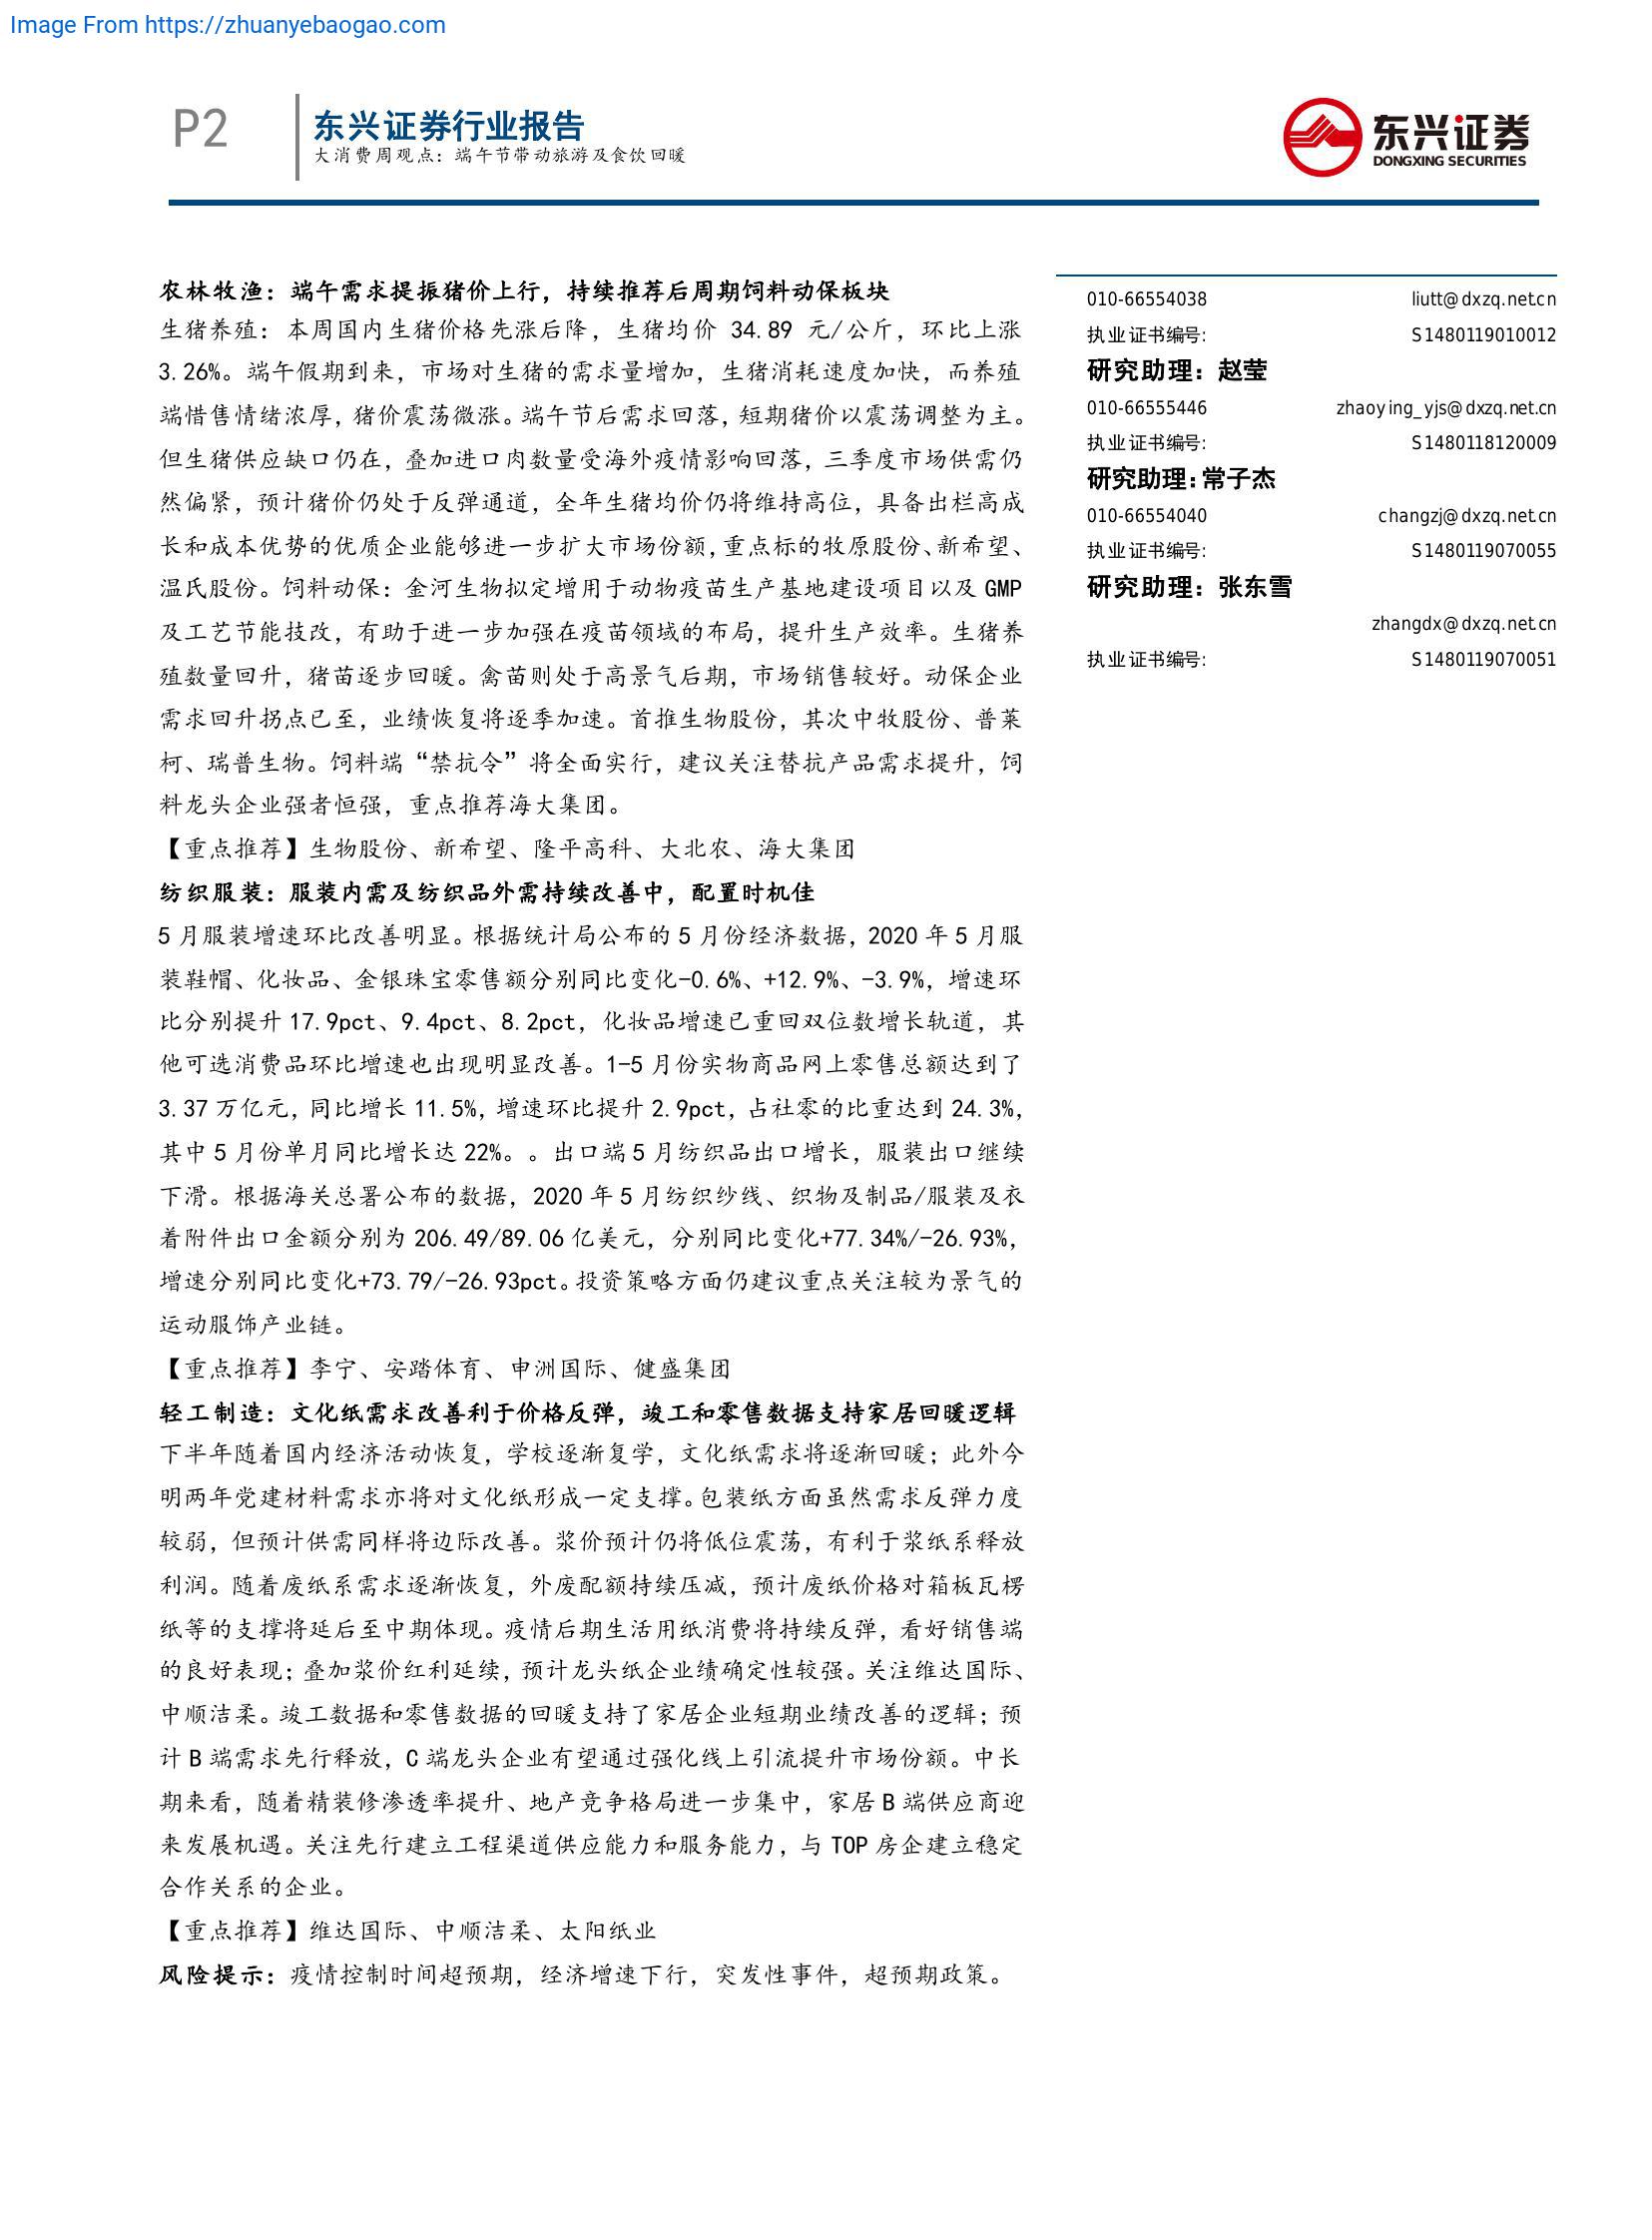 Image From https://zhuanyebaogao.com
P2
东兴证券行业报告
大消费周观点：端午节带动旅游及食饮回暖
东兴证券
DONGXING SECURITIES
农林牧渔：端午需求提振猪价上行，持续推荐后周期饲料动保板块
生猪养殖：本周国内生猪价格先涨后降，生猪均价 34.89 元/公斤，环比上涨
3.26%。端午假期到来，市场对生猪的需求量增加，生猪消耗速度加快，而养殖
端惜售情绪浓厚，猪价震荡微涨。端午节后需求回落，短期猪价以震荡调整为主。
但生猪供应缺口仍在，叠加进口肉数量受海外疫情影响回落，三季度市场供需仍
然偏紧，预计猪价仍处于反弹通道，全年生猪均价仍将维持高位，具备出栏高成
长和成本优势的优质企业能够进一步扩大市场份额，重点标的牧原股份、新希望、
温氏股份。饲料动保：金河生物拟定增用于动物疫苗生产基地建设项目以及 GMP
及工艺节能技改，有助于进一步加强在疫苗领域的布局，提升生产效率。生猪养
殖数量回升，猪苗逐步回暖。禽苗则处于高景气后期，市场销售较好。动保企业
需求回升拐点已至，业绩恢复将逐季加速。首推生物股份，其次中牧股份、普莱
柯、瑞普生物。饲料端“禁抗令”将全面实行，建议关注替抗产品需求提升，饲
料龙头企业强者恒强，重点推荐海大集团。
【重点推荐】生物股份、新希望、隆平高科、大北农、海大集团
纺织服装：服装内需及纺织品外需持续改善中，配置时机佳
5 月服装增速环比改善明显。根据统计局公布的 5 月份经济数据，2020 年 5 月服
装鞋帽、化妆品、金银珠宝零售额分别同比变化-0.6%、+12.9%、-3.9%，增速环
比分别提升 17.9pct、9.4pct、8.2pct，化妆品增速已重回双位数增长轨道，其
他可选消费品环比增速也出现明显改善。1-5 月份实物商品网上零售总额达到了
3.37 万亿元，同比增长 11.5%，增速环比提升 2.9pct，占社零的比重达到 24.3%，
其中 5 月份单月同比增长达 22%。。出口端 5 月纺织品出口增长，服装出口继续
下滑。根据海关总署公布的数据，2020 年 5 月纺织纱线、织物及制品/服装及衣
着附件出口金额分别为 206.49/89.06 亿美元，分别同比变化+77.34%/-26.93%，
增速分别同比变化+73.79/-26.93pct。投资策略方面仍建议重点关注较为景气的
运动服饰产业链。
【重点推荐】李宁、安踏体育、申洲国际、健盛集团
轻工制造：文化纸需求改善利于价格反弹，竣工和零售数据支持家居回暖逻辑
下半年随着国内经济活动恢复，学校逐渐复学，文化纸需求将逐渐回暖；此外今
明两年党建材料需求亦将对文化纸形成一定支撑。包装纸方面虽然需求反弹力度
较弱，但预计供需同样将边际改善。浆价预计仍将低位震荡，有利于浆纸系释放
利润。随着废纸系需求逐渐恢复，外废配额持续压减，预计废纸价格对箱板瓦楞
纸等的支撑将延后至中期体现。疫情后期生活用纸消费将持续反弹，看好销售端
的良好表现；叠加浆价红利延续，预计龙头纸企业绩确定性较强。关注维达国际、
中顺洁柔。竣工数据和零售数据的回暖支持了家居企业短期业绩改善的逻辑；预
计 B 端需求先行释放，C 端龙头企业有望通过强化线上引流提升市场份额。中长
期来看，随着精装修渗透率提升、地产竞争格局进一步集中，家居 B 端供应商迎
来发展机遇。关注先行建立工程渠道供应能力和服务能力，与 TOP 房企建立稳定
合作关系的企业。
【重点推荐】维达国际、中顺洁柔、太阳纸业
风险提示：疫情控制时间超预期，经济增速下行，突发性事件，超预期政策。
010-66554038 liutt@dxzq.net.cn
执业证书编号: S1480119010012
研究助理：赵莹
010-66555446 zhaoying_yjs@dxzq.net.cn
执业证书编号: S1480118120009
研究助理：常子杰
010-66554040 changzj@dxzq.net.cn
执业证书编号: S1480119070055
研究助理：张东雪
zhangdx@dxzq.net.cn
执业证书编号: S1480119070051